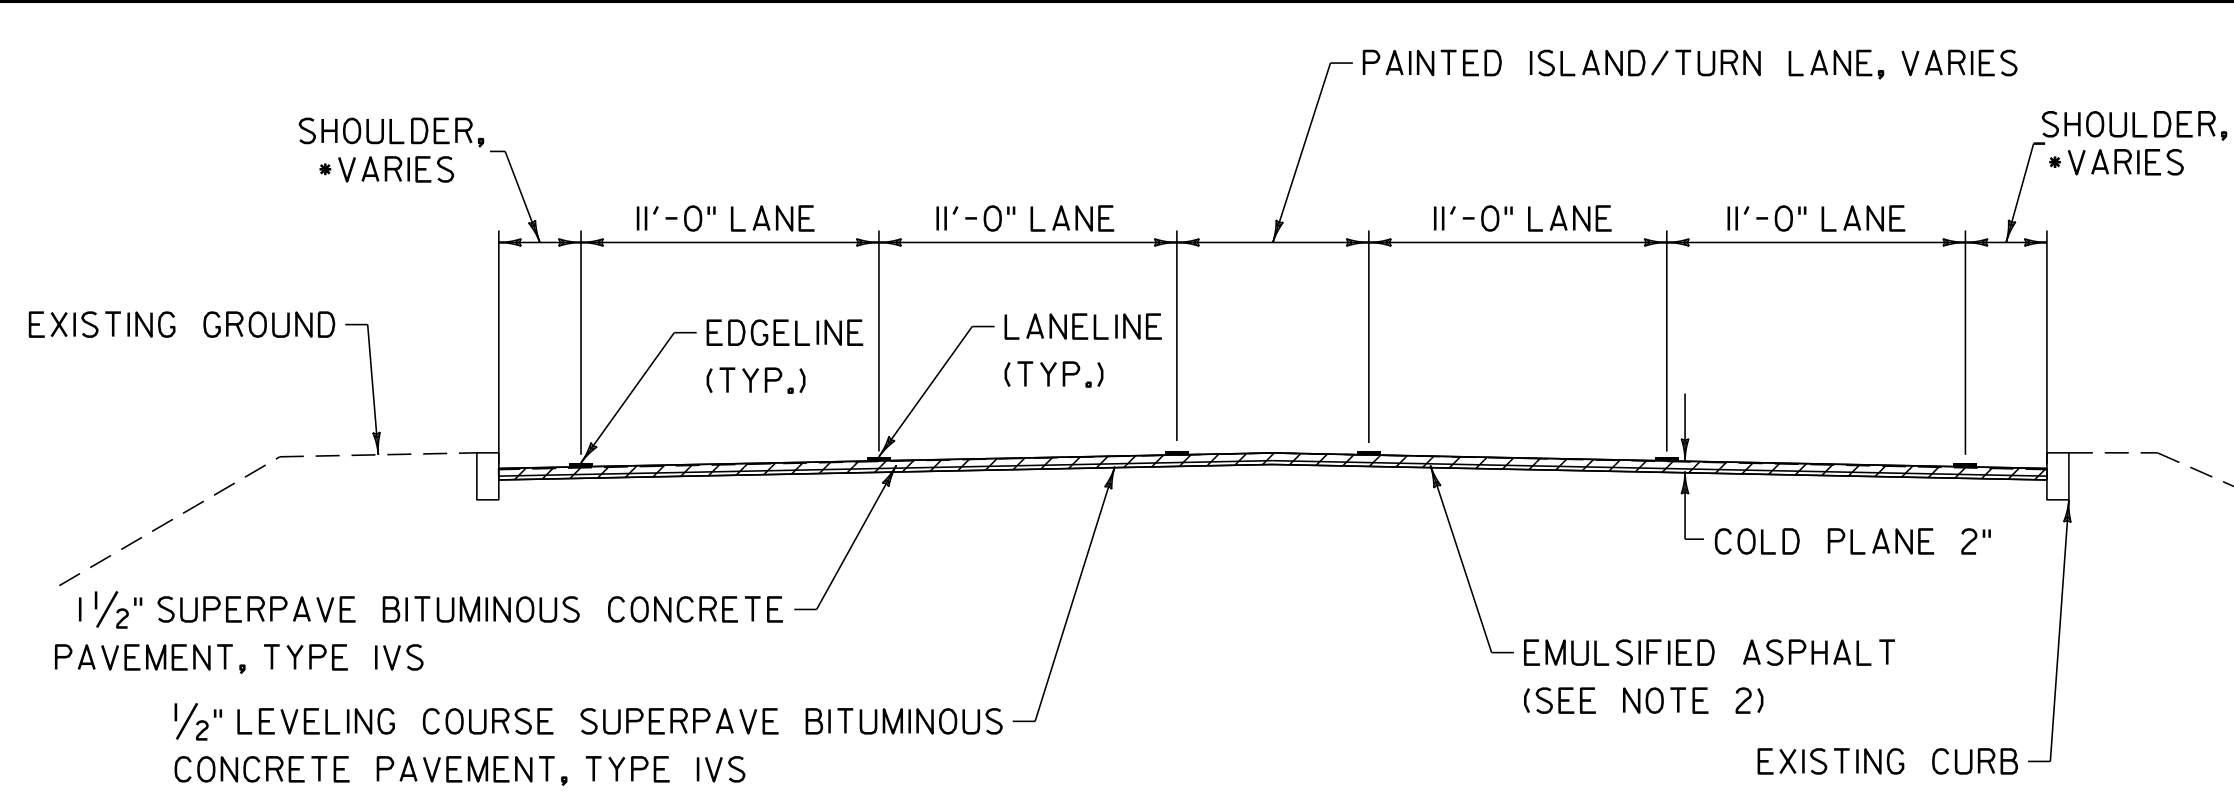 PAINTED ISLAND/TURN LANE, VARIES
SHOULDER,
*VARIES
SHOULDER,
*VARIES
11'-0" LANE
11'-0" LANE
11'-0" LANE
11'-0" LANE
EXISTING GROUND
EDGELINE
(TYP.)
LANELINE
(TYP.)
COLD PLANE 2"
1 1/2" SUPERPAVE BITUMINOUS CONCRETE
PAVEMENT, TYPE IVS
EMULSIFIED ASPHALT
(SEE NOTE 2)
1/2" LEVELING COURSE SUPERPAVE BITUMINOUS
CONCRETE PAVEMENT, TYPE IVS
EXISTING CURB